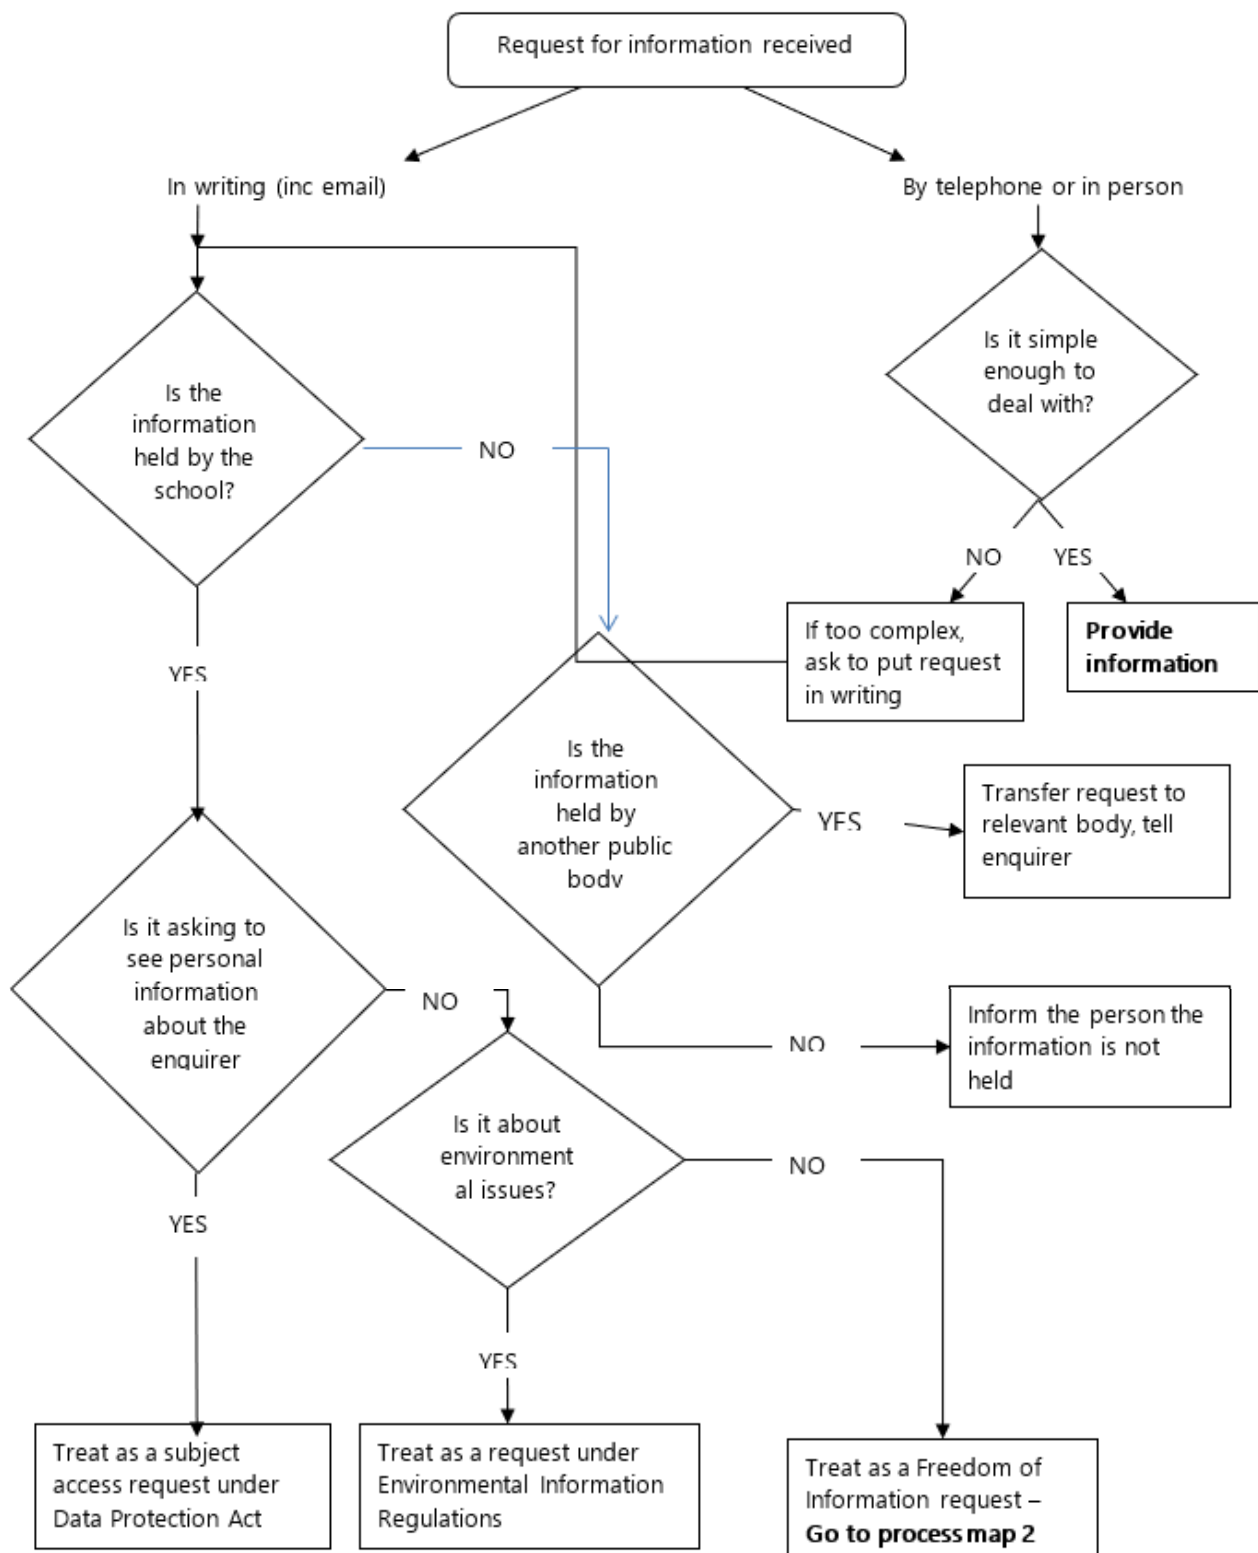 Request for information received
In writing (inc email)
By telephone or in person
Is it simple
enough to
deal with?
Is the
information
held by the
school?
NO
NO
YES
If too complex,
ask to put request
in writing
Provide
information
YES
Is the
information
held by
another public
body
YES
Transfer request to
relevant body, tell
enquirer
Is it asking to
see personal
information
about the
enquirer
NO
Inform the person the
information is not
held
NO
Is it about
environment
al issues?
NO
YES
YES
Treat as a subject
access request under
Data Protection Act
Treat as a request under
Environmental Information
Regulations
Treat as a Freedom of
Information request –
Go to process map 2